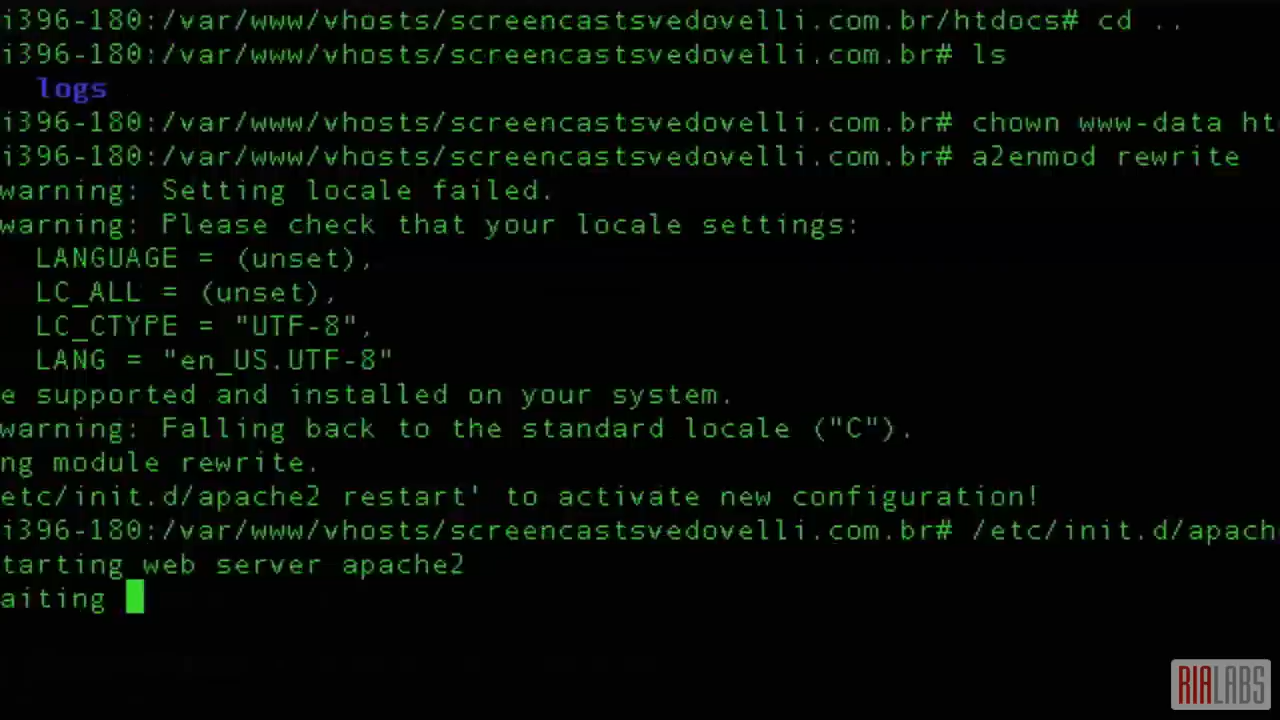 i396-180:/var/www/vhosts/screencastsvedovelli.com.br/htdocs# cd ..
i396-180:/var/www/vhosts/screencastsvedovelli.com.br# ls
logs
i396-180:/var/www/vhosts/screencastsvedovelli.com.br# chown www-data ht
i396-180:/var/www/vhosts/screencastsvedovelli.com.br# a2enmod rewrite
warning: Setting locale failed.
warning: Please check that your locale settings:
LANGUAGE = (unset),
LC_ALL = (unset),
LC_CTYPE = "UTF-8",
LANG = "en_US.UTF-8"
e supported and installed on your system.
warning: Falling back to the standard locale ("C").
ng module rewrite.
etc/init.d/apache2 restart' to activate new configuration!
i396-180:/var/www/vhosts/screencastsvedovelli.com.br# /etc/init.d/apach
tarting web server apache2
aiting
RIALABS